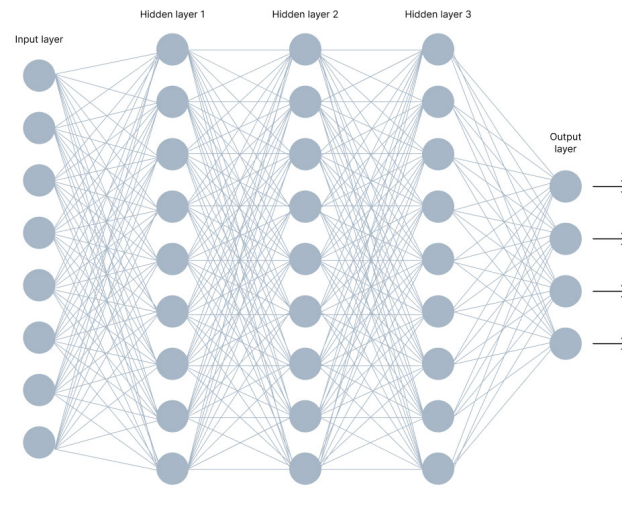 Hidden layer 1
Hidden layer 2
Hidden layer 3
Input layer
Output
layer